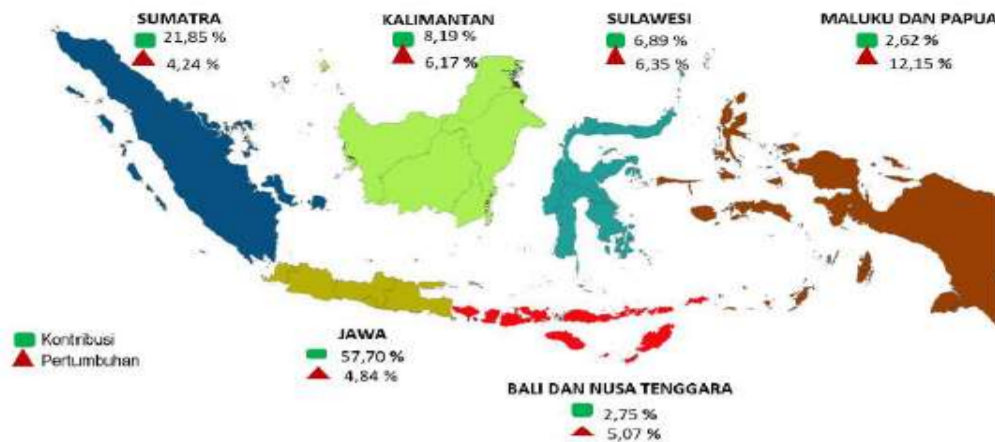 SUMATRA
21,85 %
4,24 %
KALIMANTAN
8,19 %
6,17 %
SULAWESI
6,89 %
6,35 %
MALUKU DAN PAPUA
2,62 %
12,15 %
Kontribusi
Pertumbuhan
JAWA
57,70 %
4,84 %
BALI DAN NUSA TENGGARA
2,75 %
5,07 %